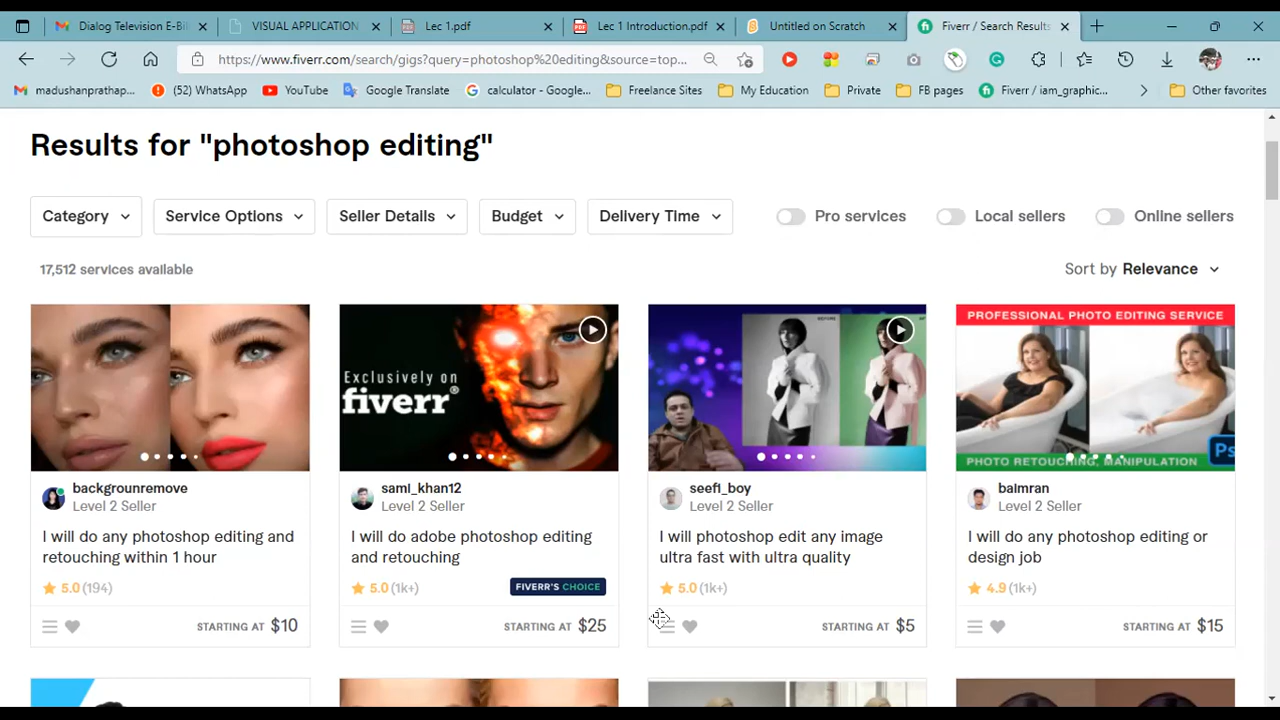 Dialog Television E-Bil
VISUAL APPLICATION
Lec 1.pdf
Lec 1 Introduction.pdf
Untitled on Scratch
Fiverr / Search Results
https://www.fiverr.com/search/gigs?query=photoshop%20editing&source=top...
madushanprathap...
(52) WhatsApp
YouTube
Google Translate
calculator - Google...
Freelance Sites
My Education
Private
FB pages
Fiverr / iam_graphic...
Other favorites
Results for "photoshop editing"
Category
Service Options
Seller Details
Budget
Delivery Time
Pro services
Local sellers
Online sellers
17,512 services available
Sort by Relevance
Exclusively on
fiverr®
BEFORE
PROFESSIONAL PHOTO EDITING SERVICE
Ps
PHOTO RETOUCHING, MANIPULATION
backgrounremove
Level 2 Seller
I will do any photoshop editing and
retouching within 1 hour
5.0 (194)
STARTING AT $10
saml_khan12
Level 2 Seller
I will do adobe photoshop editing
and retouching
5.0 (1k+)
FIVERR'S CHOICE
STARTING AT $25
seefl_boy
Level 2 Seller
I will photoshop edit any image
ultra fast with ultra quality
5.0 (1k+)
STARTING AT $5
balmran
Level 2 Seller
I will do any photoshop editing or
design job
4.9 (1k+)
STARTING AT $15